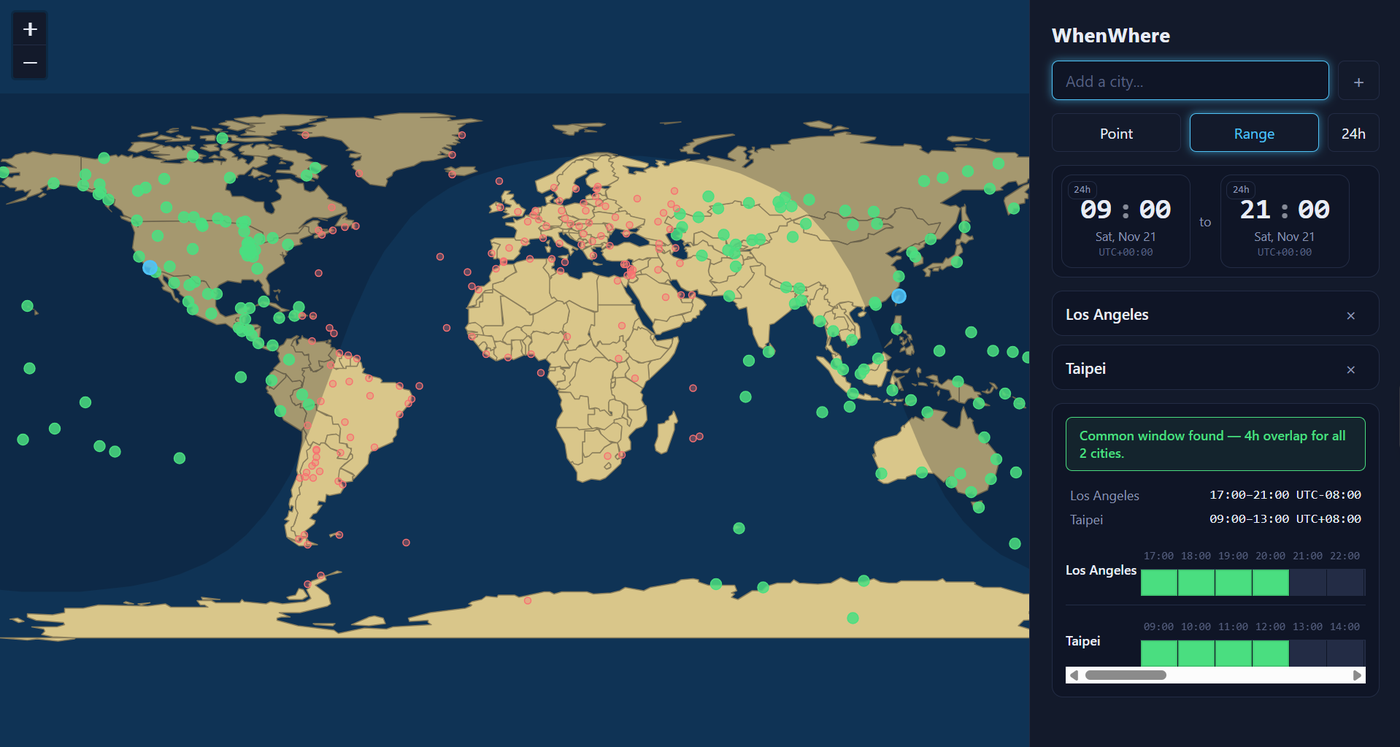 +
−
WhenWhere
Add a city...
+
Point
Range
24h
24h
09 : 00
Sat, Nov 21
UTC+00:00
to
24h
21 : 00
Sat, Nov 21
UTC+00:00
Los Angeles ×
Taipei ×
Common window found — 4h overlap for all
2 cities.
Los Angeles 17:00–21:00 UTC-08:00
Taipei 09:00–13:00 UTC+08:00
17:00 18:00 19:00 20:00 21:00 22:00
Los Angeles
09:00 10:00 11:00 12:00 13:00 14:00
Taipei